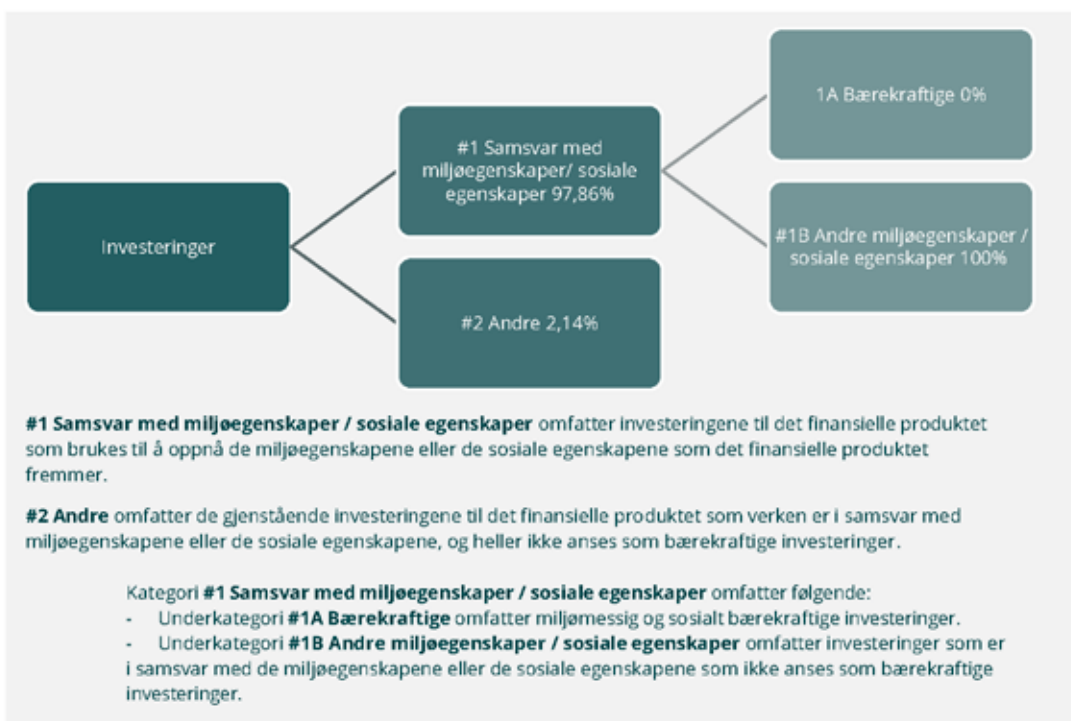 Investeringer
#1 Samsvar med
miljøegenskaper/ sosiale
egenskaper 97,86%
#2 Andre 2,14%
1A Bærekraftige 0%
#1B Andre miljøegenskaper /
sosiale egenskaper 100%
#1 Samsvar med miljøegenskaper / sosiale egenskaper omfatter investeringene til det finansielle produktet
som brukes til å oppnå de miljøegenskapene eller de sosiale egenskapene som det finansielle produktet
fremmer.
#2 Andre omfatter de gjenstående investeringene til det finansielle produktet som verken er i samsvar med
miljøegenskapene eller de sosiale egenskapene, og heller ikke anses som bærekraftige investeringer.
Kategori #1 Samsvar med miljøegenskaper / sosiale egenskaper omfatter følgende:
- Underkategori #1A Bærekraftige omfatter miljømessig og sosialt bærekraftige investeringer.
- Underkategori #1B Andre miljøegenskaper / sosiale egenskaper omfatter investeringer som er
i samsvar med de miljøegenskapene eller de sosiale egenskapene som ikke anses som bærekraftige
investeringer.